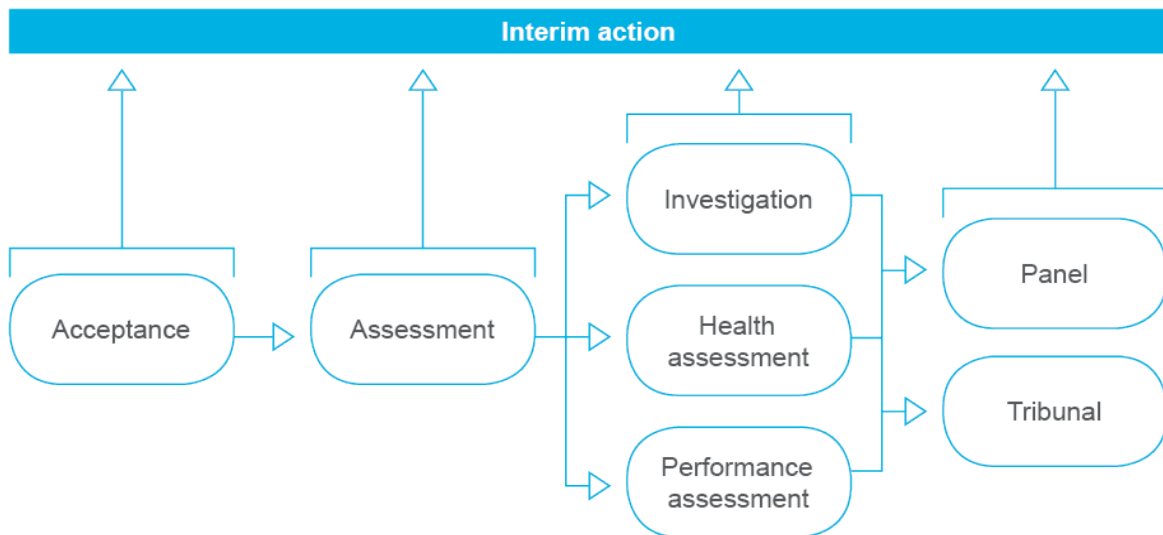 Interim action
Acceptance
Assessment
Investigation
Health
assessment
Performance
assessment
Panel
Tribunal